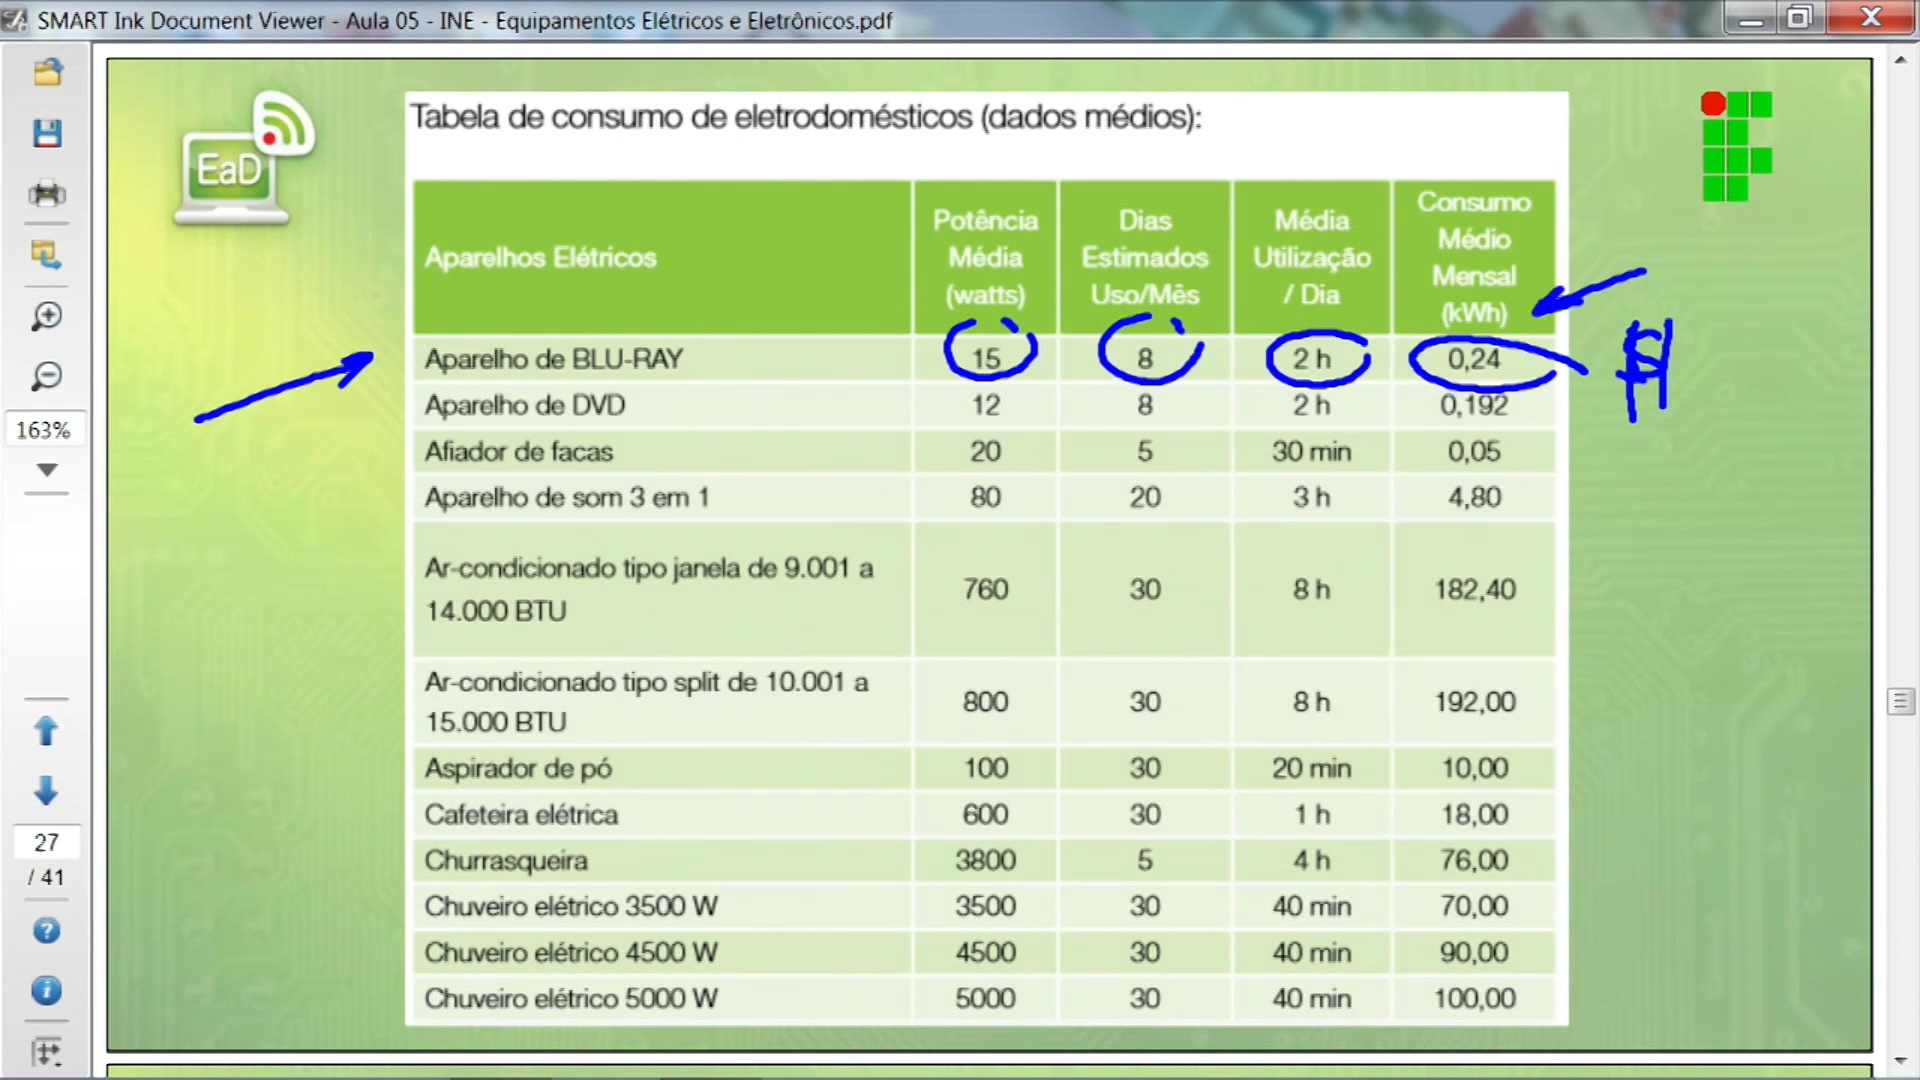 SMART Ink Document Viewer - Aula 05 - INE - Equipamentos Elétricos e Eletrônicos.pdf
EaD
Tabela de consumo de eletrodomésticos (dados médios):
Aparelhos Elétricos
Potência
Média
(watts)
Dias
Estimados
Uso/Mês
Média
Utilização
/ Dia
Consumo
Médio
Mensal
(kWh)
Aparelho de BLU-RAY 15 8 2 h 0,24
$
Aparelho de DVD 12 8 2 h 0,192
Afiador de facas 20 5 30 min 0,05
Aparelho de som 3 em 1 80 20 3 h 4,80
Ar-condicionado tipo janela de 9.001 a
14.000 BTU
760 30 8 h 182,40
Ar-condicionado tipo split de 10.001 a
15.000 BTU
800 30 8 h 192,00
Aspirador de pó 100 30 20 min 10,00
Cafeteira elétrica 600 30 1 h 18,00
Churrasqueira 3800 5 4 h 76,00
Chuveiro elétrico 3500 W 3500 30 40 min 70,00
Chuveiro elétrico 4500 W 4500 30 40 min 90,00
Chuveiro elétrico 5000 W 5000 30 40 min 100,00
163%
27
/ 41